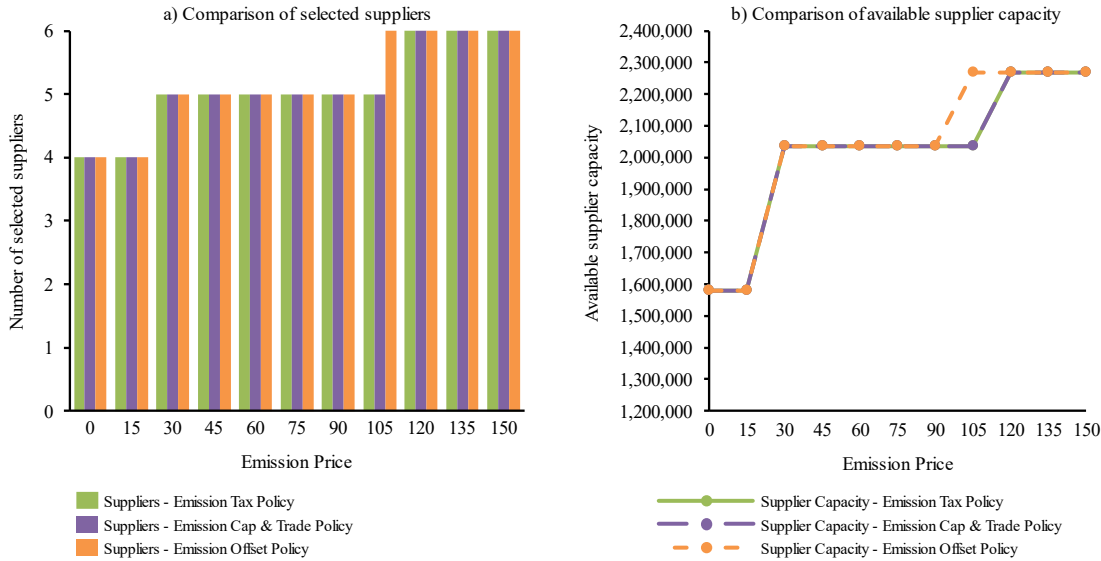 a) Comparison of selected suppliers
6
5
4
3
2
1
0
Number of selected suppliers
0 15 30 45 60 75 90 105 120 135 150
Emission Price
Suppliers - Emission Tax Policy
Suppliers - Emission Cap & Trade Policy
Suppliers - Emission Offset Policy
b) Comparison of available supplier capacity
2,400,000
2,300,000
2,200,000
2,100,000
2,000,000
1,900,000
1,800,000
1,700,000
1,600,000
1,500,000
1,400,000
1,300,000
1,200,000
Available supplier capacity
0 15 30 45 60 75 90 105 120 135 150
Emission Price
Supplier Capacity - Emission Tax Policy
Supplier Capacity - Emission Cap & Trade Policy
Supplier Capacity - Emission Offset Policy